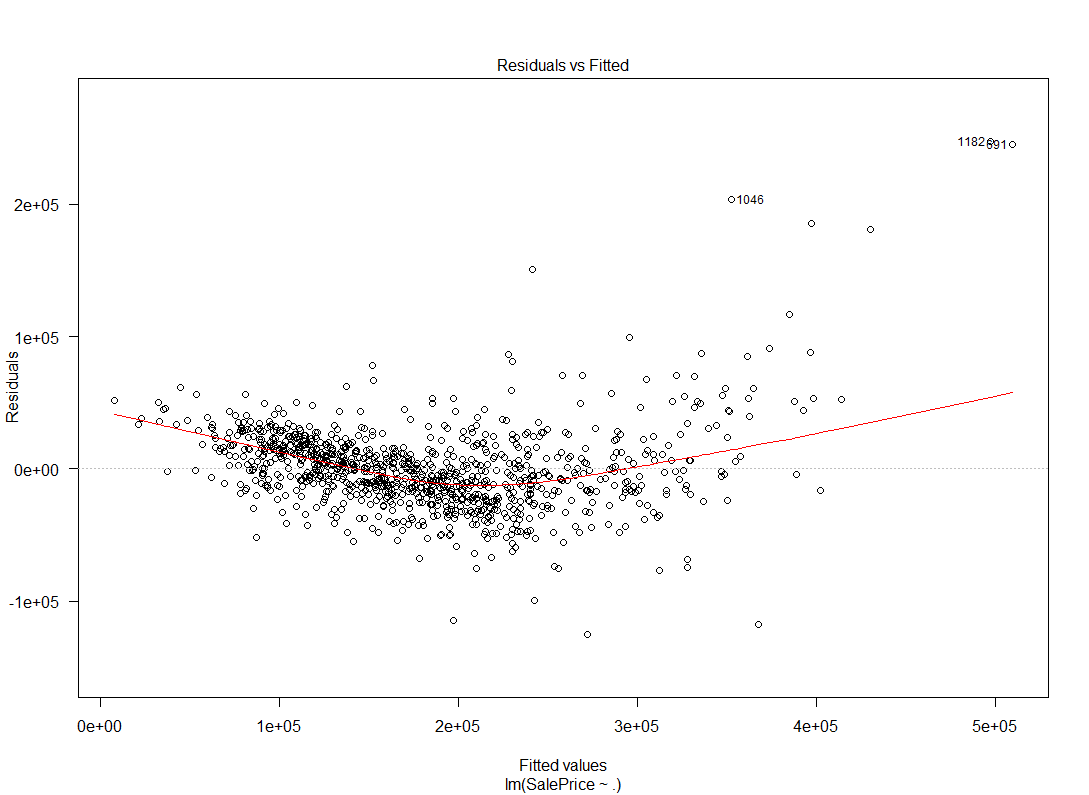 Residuals vs Fitted
1182
691
1046
Residuals
2e+05
1e+05
0e+00
-1e+05
0e+00 1e+05 2e+05 3e+05 4e+05 5e+05
Fitted values
lm(SalePrice ~ .)